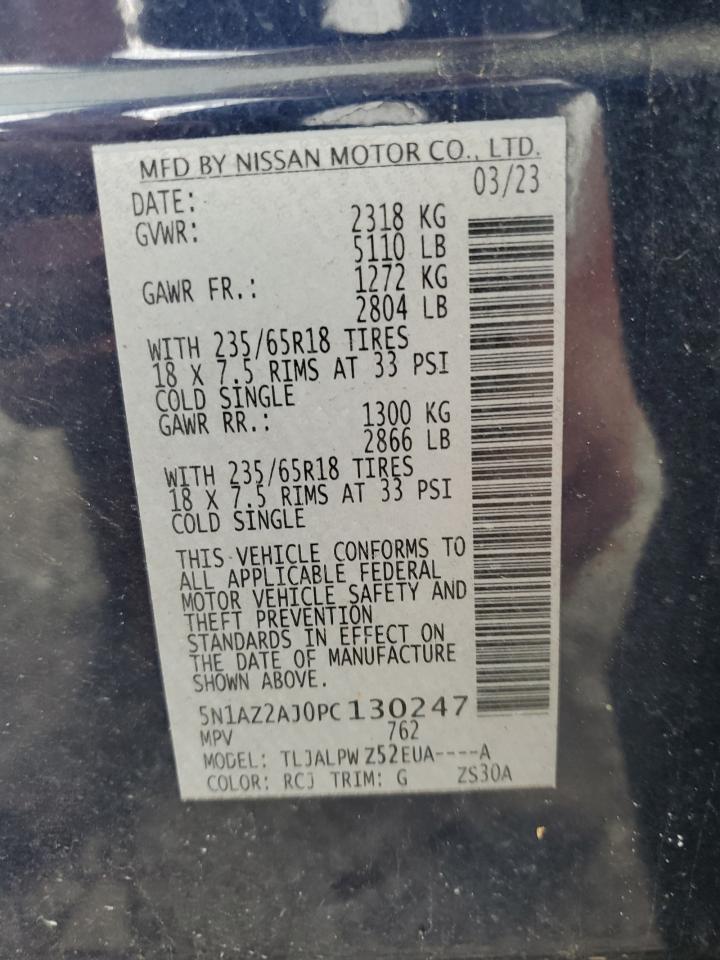 MFD BY NISSAN MOTOR CO., LTD.
DATE: 03/23
GVWR: 2318 KG
5110 LB
GAWR FR.: 1272 KG
2804 LB
WITH 235/65R18 TIRES
18 X 7.5 RIMS AT 33 PSI
COLD SINGLE
GAWR RR.: 1300 KG
2866 LB
WITH 235/65R18 TIRES
18 X 7.5 RIMS AT 33 PSI
COLD SINGLE
THIS VEHICLE CONFORMS TO
ALL APPLICABLE FEDERAL
MOTOR VEHICLE SAFETY AND
THEFT PREVENTION
STANDARDS IN EFFECT ON
THE DATE OF MANUFACTURE
SHOWN ABOVE.
5N1AZ2AJ0PC130247
MPV 762
MODEL: TLJALPWZ52EUA----A
COLOR: RCJ TRIM: G ZS30A